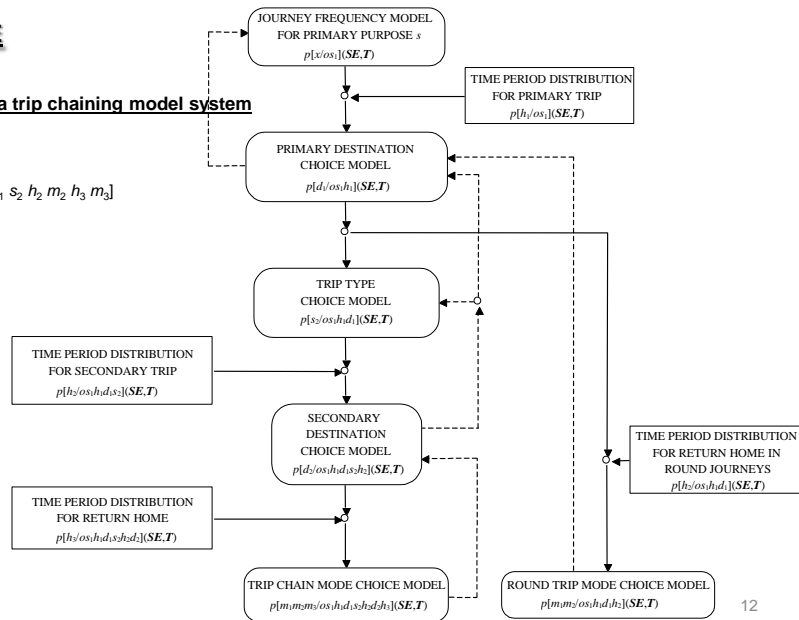 JOURNEY FREQUENCY MODEL
FOR PRIMARY PURPOSE s
p[x/os₁](SE,T)
a trip chaining model system
TIME PERIOD DISTRIBUTION
FOR PRIMARY TRIP
p[h₁/os₁](SE,T)
PRIMARY DESTINATION
CHOICE MODEL
p[d₁/os₁h₁](SE,T)
₁ s₂ h₂ m₂ h₃ m₃]
TRIP TYPE
CHOICE MODEL
p[s₂/os₁h₁d₁](SE,T)
TIME PERIOD DISTRIBUTION
FOR SECONDARY TRIP
p[h₂/os₁h₁d₁s₂](SE,T)
SECONDARY
DESTINATION
CHOICE MODEL
p[d₂/os₁h₁d₁s₂h₂](SE,T)
TIME PERIOD DISTRIBUTION
FOR RETURN HOME IN
ROUND JOURNEYS
p[h₂/os₁h₁d₁](SE,T)
TIME PERIOD DISTRIBUTION
FOR RETURN HOME
p[h₃/os₁h₁d₁s₂h₂d₂](SE,T)
TRIP CHAIN MODE CHOICE MODEL
p[m₁m₂m₃/os₁h₁d₁s₂h₂d₂h₃](SE,T)
ROUND TRIP MODE CHOICE MODEL
p[m₁m₂/os₁h₁d₁h₂](SE,T)
12